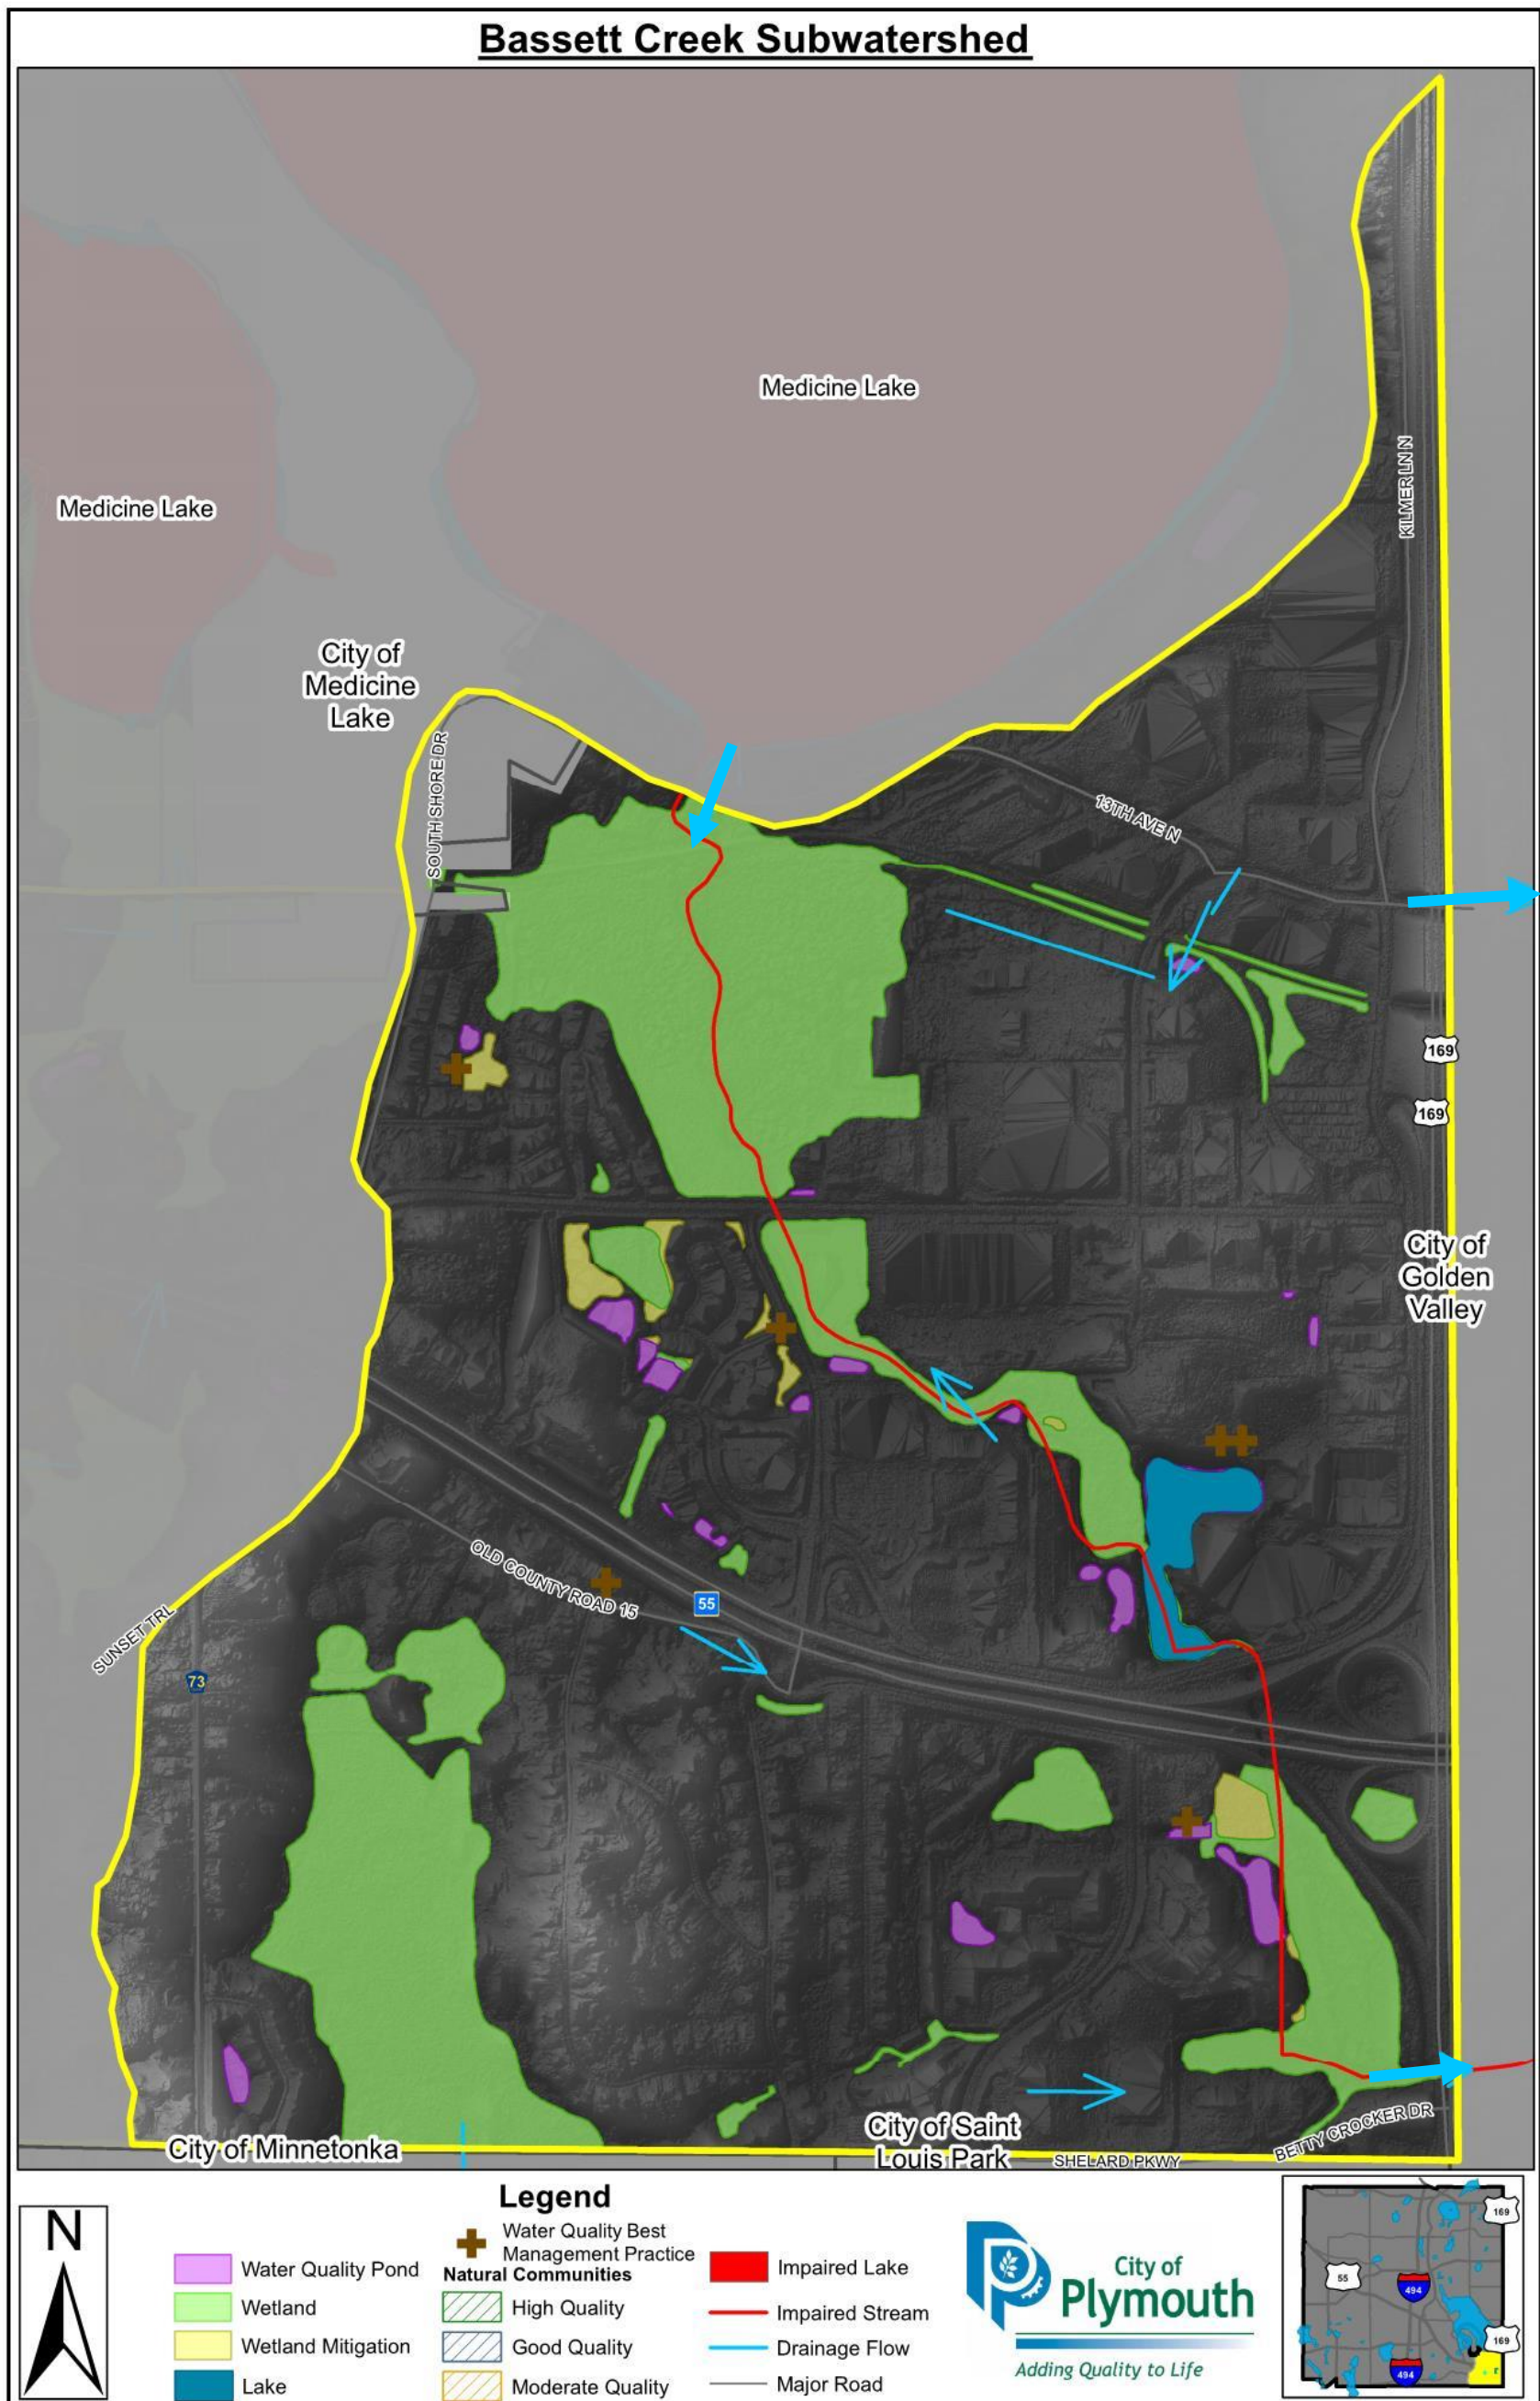 Bassett Creek Subwatershed
Medicine Lake
Medicine Lake
KILMER LN N
City of
Medicine
Lake
SOUTH SHORE DR
13TH AVE N
169
169
City of
Golden
Valley
OLD COUNTY ROAD 15
55
SUNSET TRL
73
City of Minnetonka
City of Saint
Louis Park
SHELARD PKWY
BETTY CROCKER DR
N
Legend
Water Quality Pond
Wetland
Wetland Mitigation
Lake
Water Quality Best
Management Practice
Natural Communities
High Quality
Good Quality
Moderate Quality
Impaired Lake
Impaired Stream
Drainage Flow
Major Road
City of
Plymouth
Adding Quality to Life
169
55
494
169
494